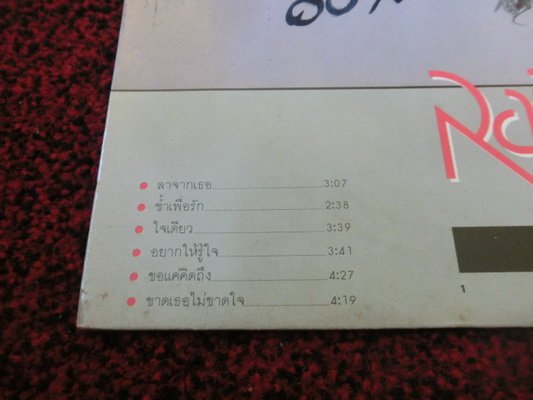 ลาจากเธอ 3:07
ช้ำเพื่อรัก 2:38
ใจเดียว 3:39
อยากให้รู้ใจ 3:41
ขอแค่คิดถึง 4:27
ขาดเธอไม่ขาดใจ 4:19
1